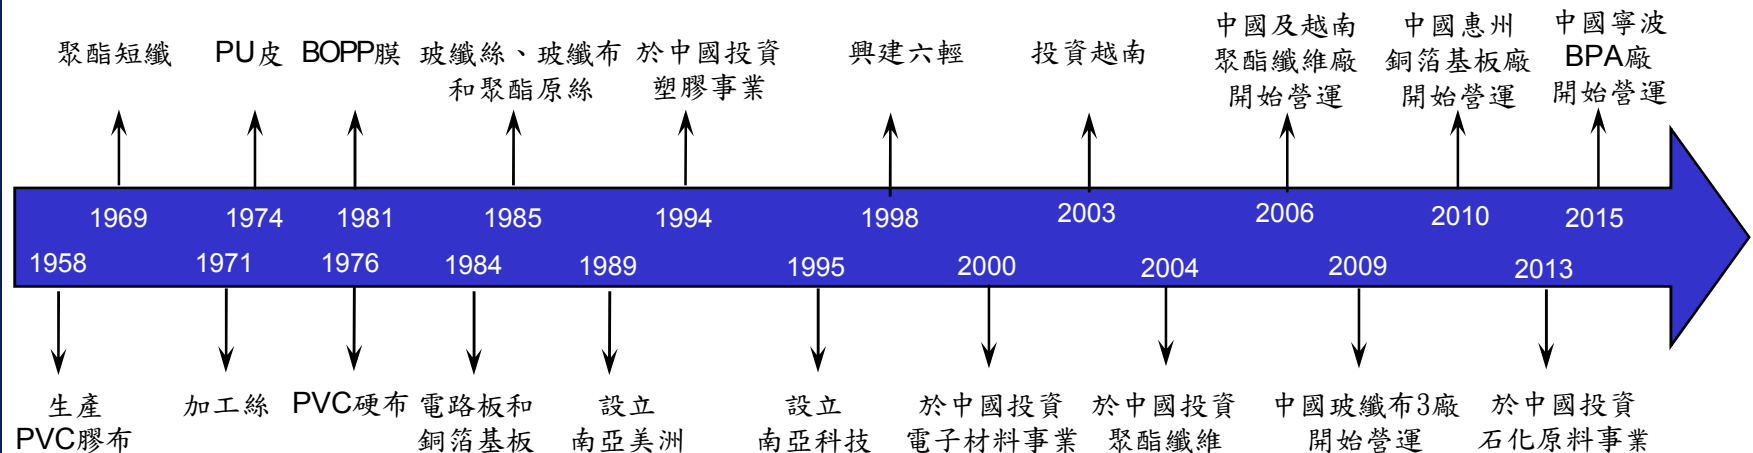 聚酯短纖
PU皮
BOPP膜
玻纖絲、玻纖布
和聚酯原絲
於中國投資
塑膠事業
興建六輕
投資越南
中國及越南
聚酯纖維廠
開始營運
中國惠州
銅箔基板廠
開始營運
中國寧波
BPA廠
開始營運
1969
1974
1981
1985
1994
1998
2003
2006
2010
2015
1958
1971
1976
1984
1989
1995
2000
2004
2009
2013
生產
PVC膠布
加工絲
PVC硬布
電路板和
銅箔基板
設立
南亞美洲
設立
南亞科技
於中國投資
電子材料事業
於中國投資
聚酯纖維
中國玻纖布3廠
開始營運
於中國投資
石化原料事業